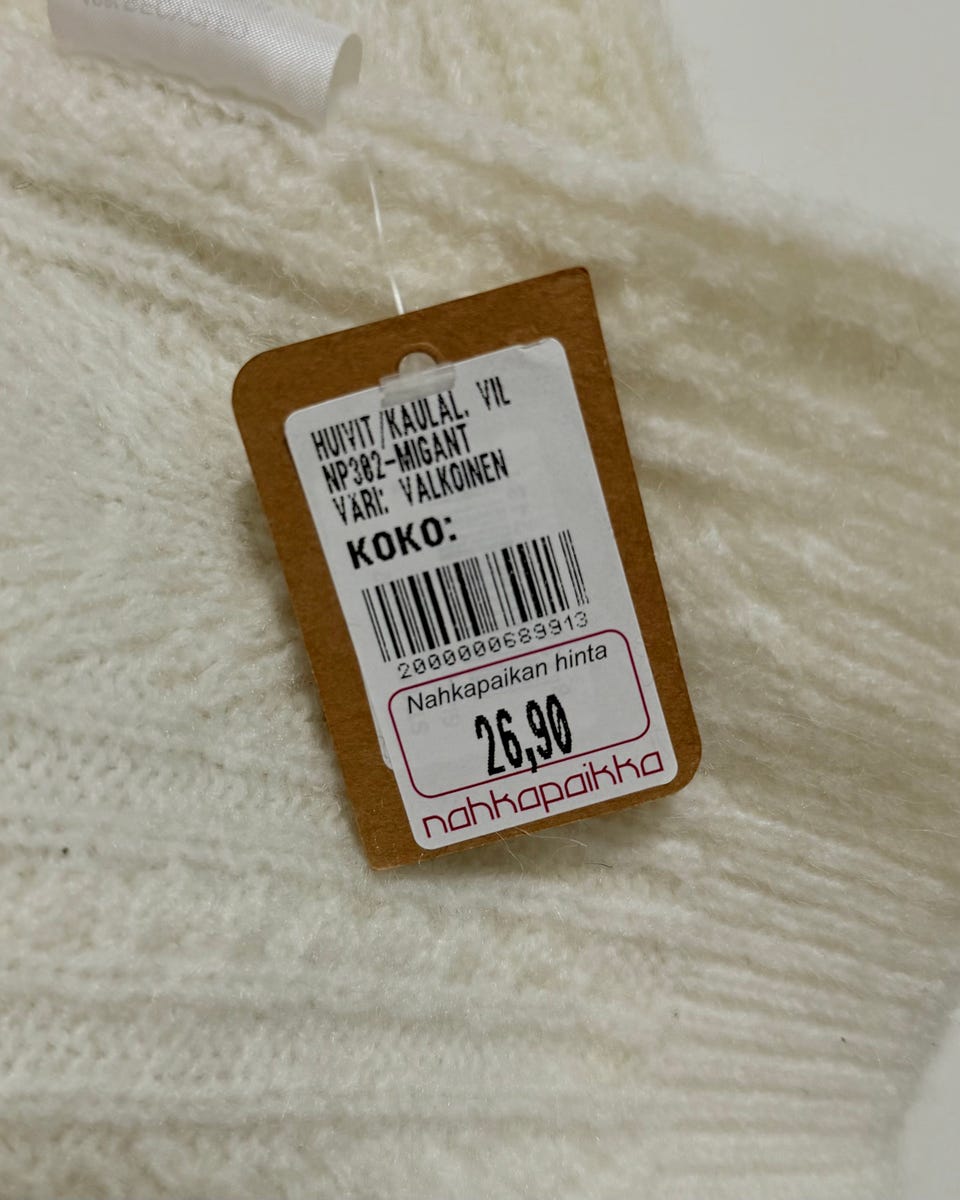 HUIVIT/KAULAL. VIL
NP302-MIGANT
VÄRI: VALKOINEN
KOKO:
2000000689913
Nahkapaikan hinta
26,90
nahkapaikka